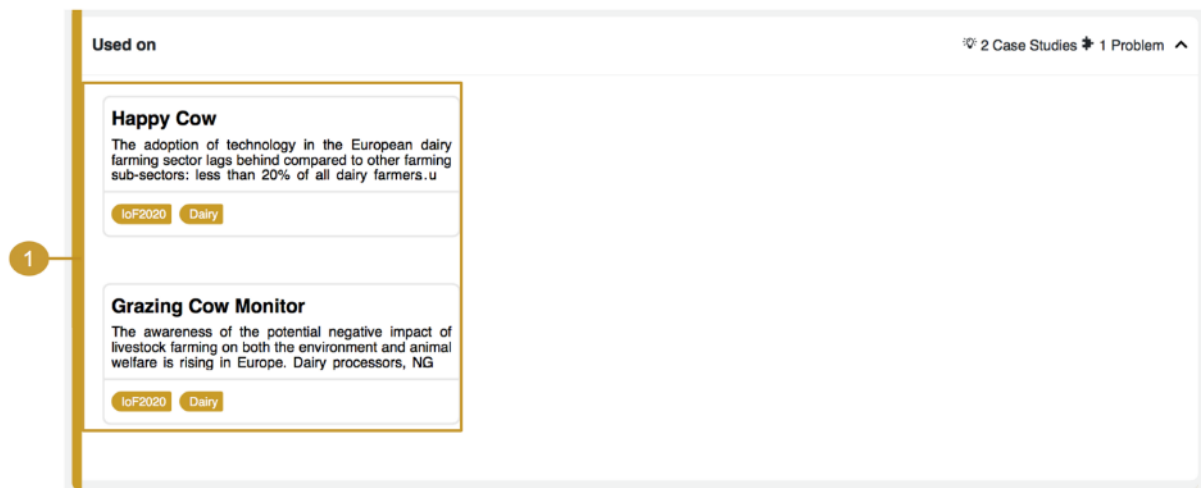 Used on
2 Case Studies 1 Problem
Happy Cow
The adoption of technology in the European dairy
farming sector lags behind compared to other farming
sub-sectors: less than 20% of all dairy farmers.u
IoF2020 Dairy
1
Grazing Cow Monitor
The awareness of the potential negative impact of
livestock farming on both the environment and animal
welfare is rising in Europe. Dairy processors, NG
IoF2020 Dairy